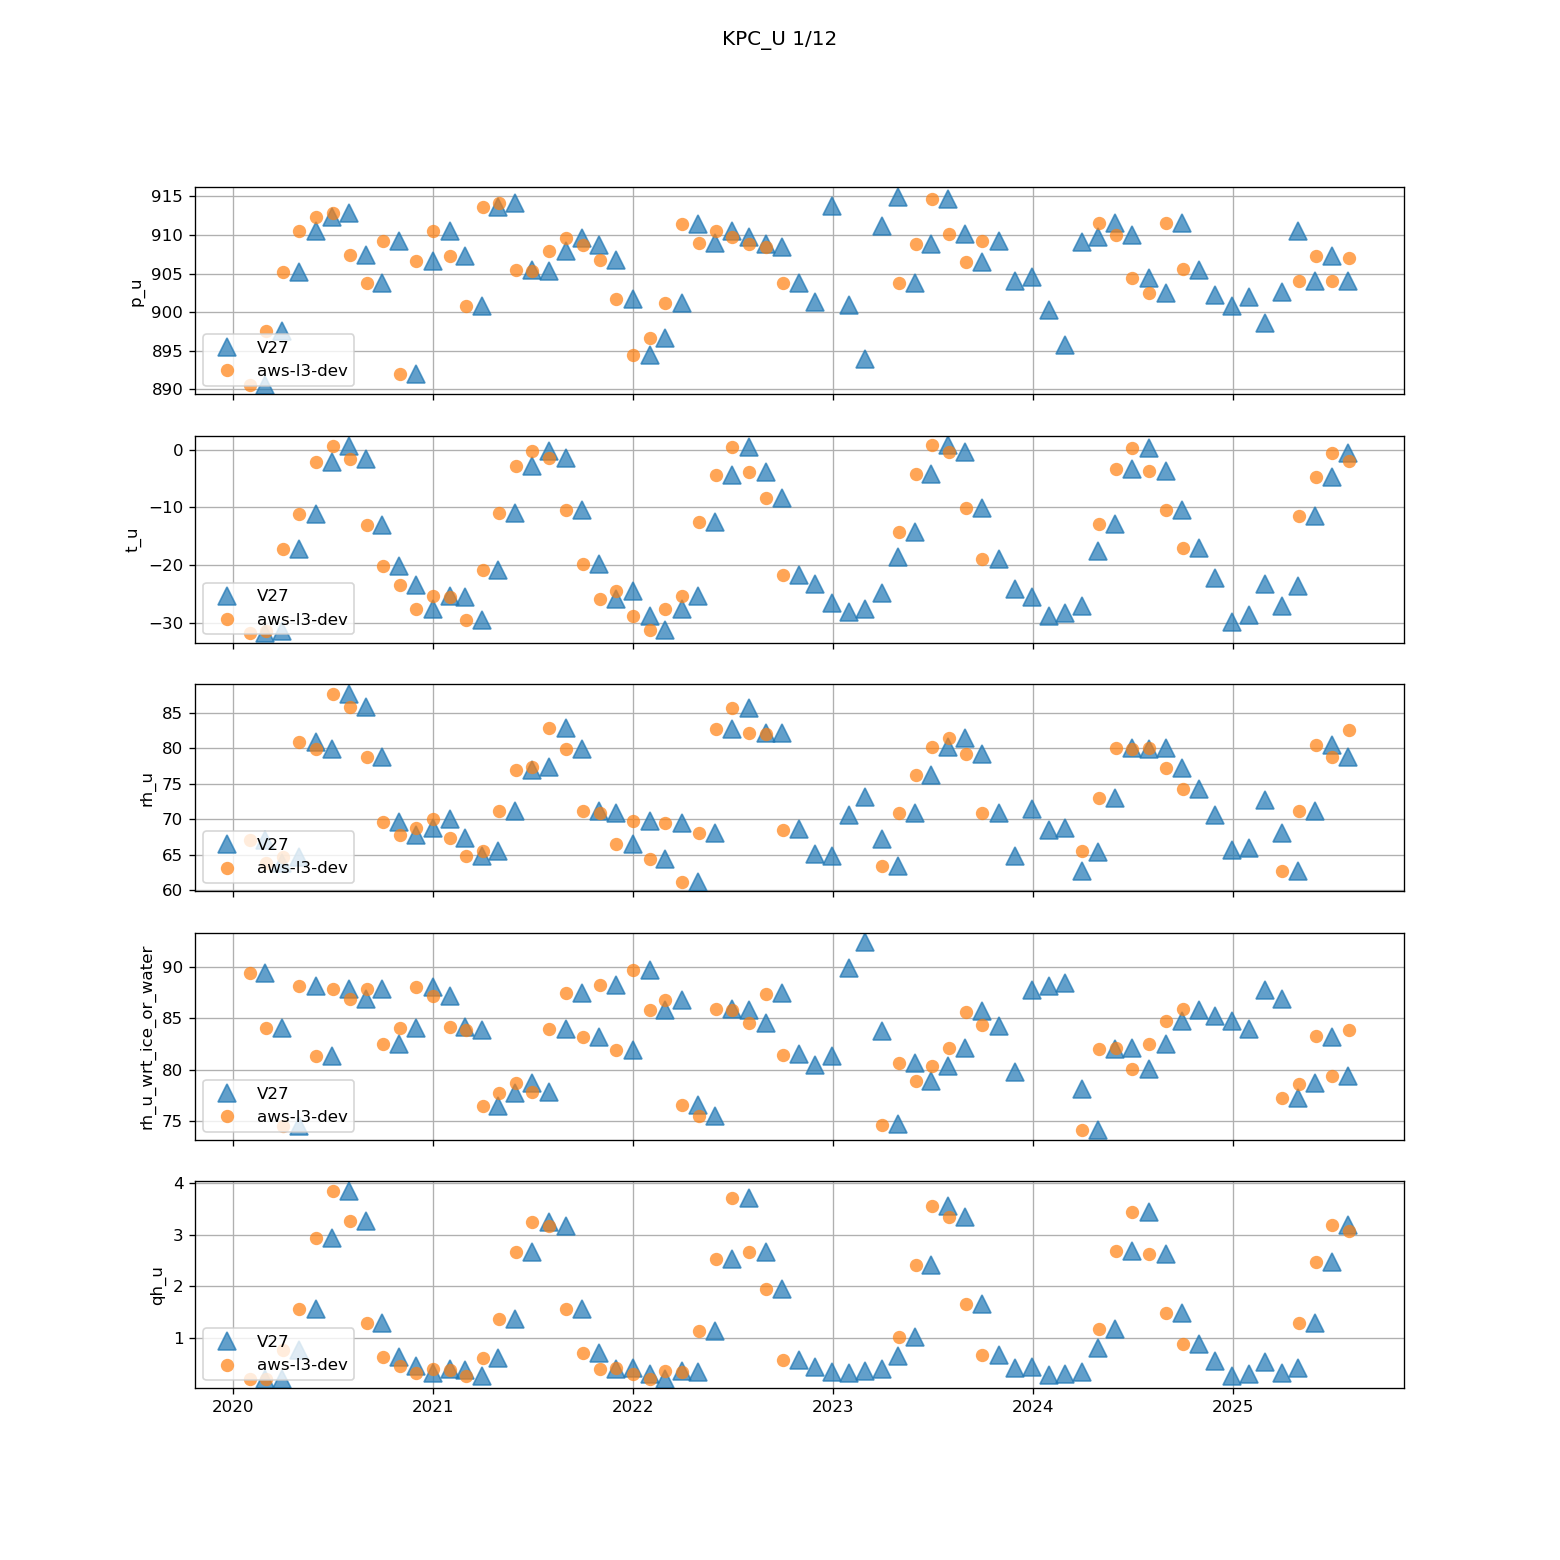 KPC_U 1/12
915
910
905
900
895
890
p_u
V27
aws-l3-dev
0
−10
−20
−30
t_u
V27
aws-l3-dev
85
80
75
70
65
60
rh_u
V27
aws-l3-dev
90
85
80
75
rh_u_wrt_ice_or_water
V27
aws-l3-dev
4
3
2
1
qh_u
V27
aws-l3-dev
2020 2021 2022 2023 2024 2025